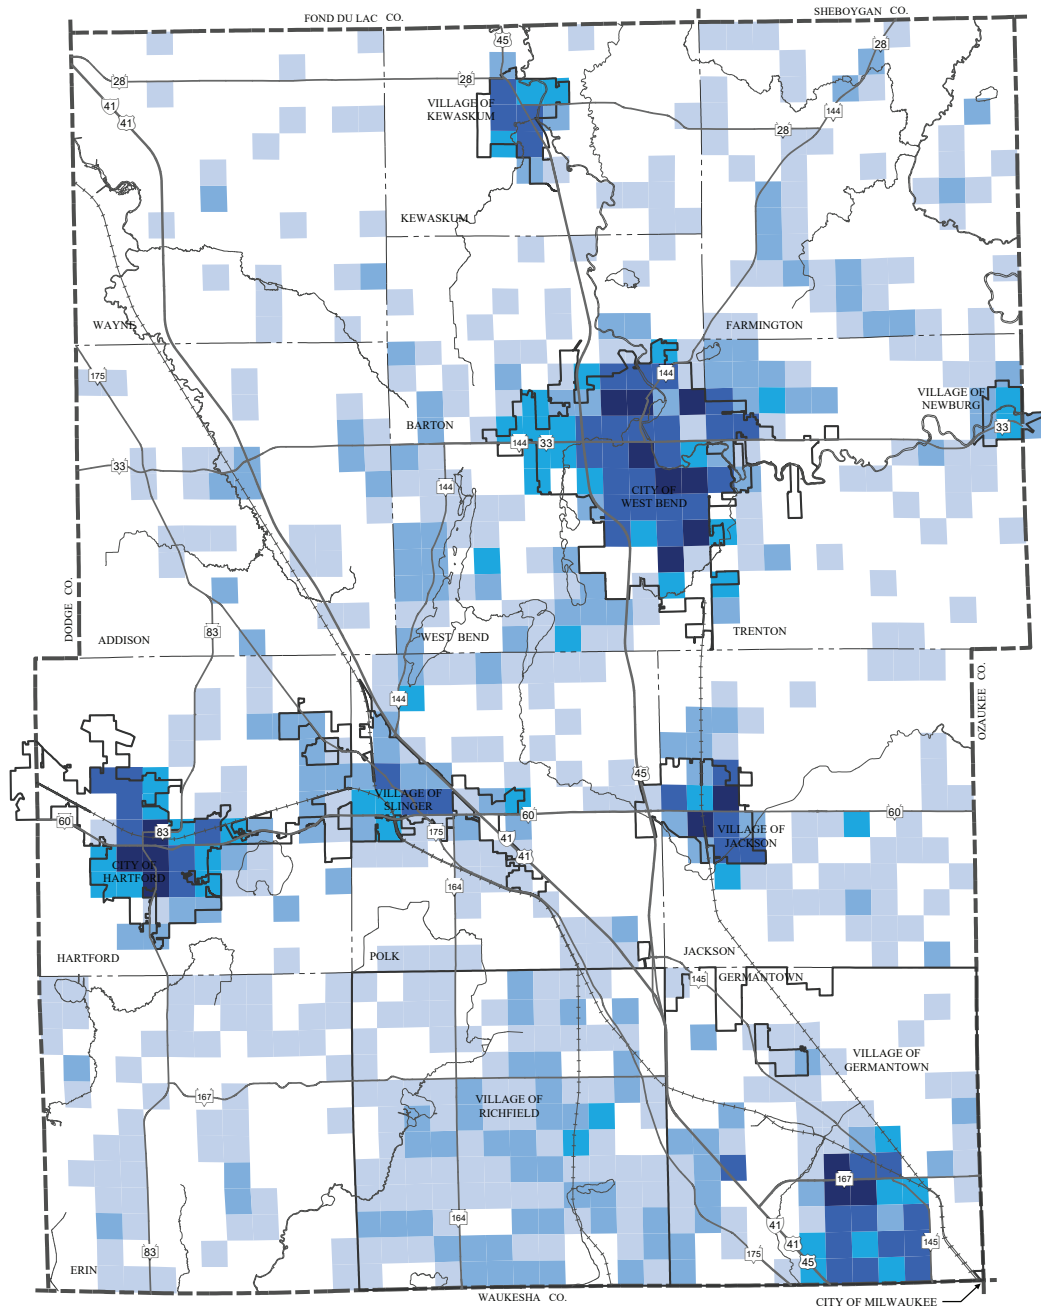 FOND DU LAC CO.
SHEBOYGAN CO.
45
28
28
28
41
41
VILLAGE OF
KEWASKUM
144
28
KEWASKUM
WAYNE
FARMINGTON
175
144
VILLAGE OF
NEWBURG
BARTON
33
144
33
33
144
CITY OF
WEST BEND
DODGE CO.
83
ADDISON
WEST BEND
TRENTON
OZAUKEE CO.
144
45
VILLAGE OF
SLINGER
60
60
60
83
175
41
41
VILLAGE OF
JACKSON
CITY OF
HARTFORD
164
HARTFORD
POLK
JACKSON
145
GERMANTOWN
VILLAGE OF
GERMANTOWN
167
VILLAGE OF
RICHFIELD
167
164
41
41
45
145
83
175
ERIN
WAUKESHA CO.
CITY OF MILWAUKEE